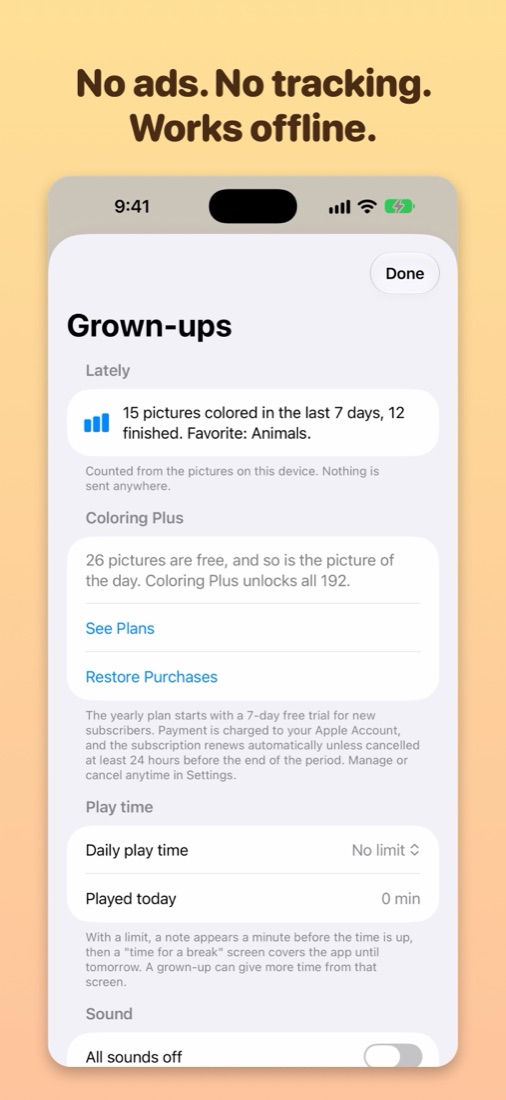 No ads. No tracking.
Works offline.
9:41
Done
Grown-ups
Lately
15 pictures colored in the last 7 days, 12
finished. Favorite: Animals.
Counted from the pictures on this device. Nothing is
sent anywhere.
Coloring Plus
26 pictures are free, and so is the picture of
the day. Coloring Plus unlocks all 192.
See Plans
Restore Purchases
The yearly plan starts with a 7-day free trial for new
subscribers. Payment is charged to your Apple Account,
and the subscription renews automatically unless cancelled
at least 24 hours before the end of the period. Manage or
cancel anytime in Settings.
Play time
Daily play time No limit
Played today 0 min
With a limit, a note appears a minute before the time is up,
then a "time for a break" screen covers the app until
tomorrow. A grown-up can give more time from that
screen.
Sound
All sounds off